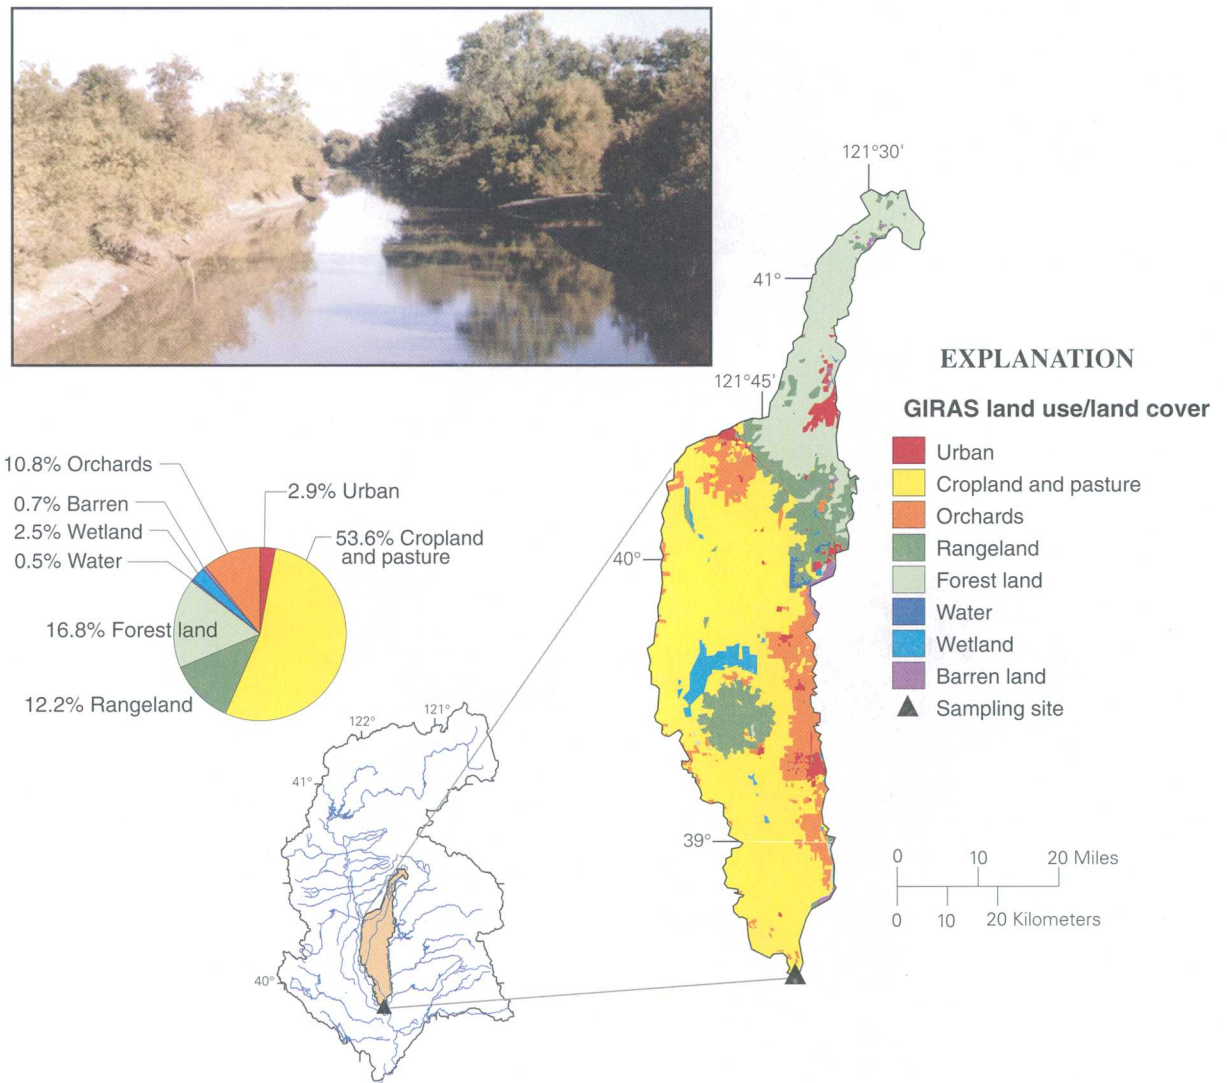 121°30'
41°
121°45'
40°
39°
EXPLANATION
GIRAS land use/land cover
Urban
Cropland and pasture
Orchards
Rangeland
Forest land
Water
Wetland
Barren land
Sampling site
0 10 20 Miles
0 10 20 Kilometers
10.8% Orchards
0.7% Barren
2.5% Wetland
0.5% Water
16.8% Forest land
12.2% Rangeland
2.9% Urban
53.6% Cropland
and pasture
122°
121°
41°
40°